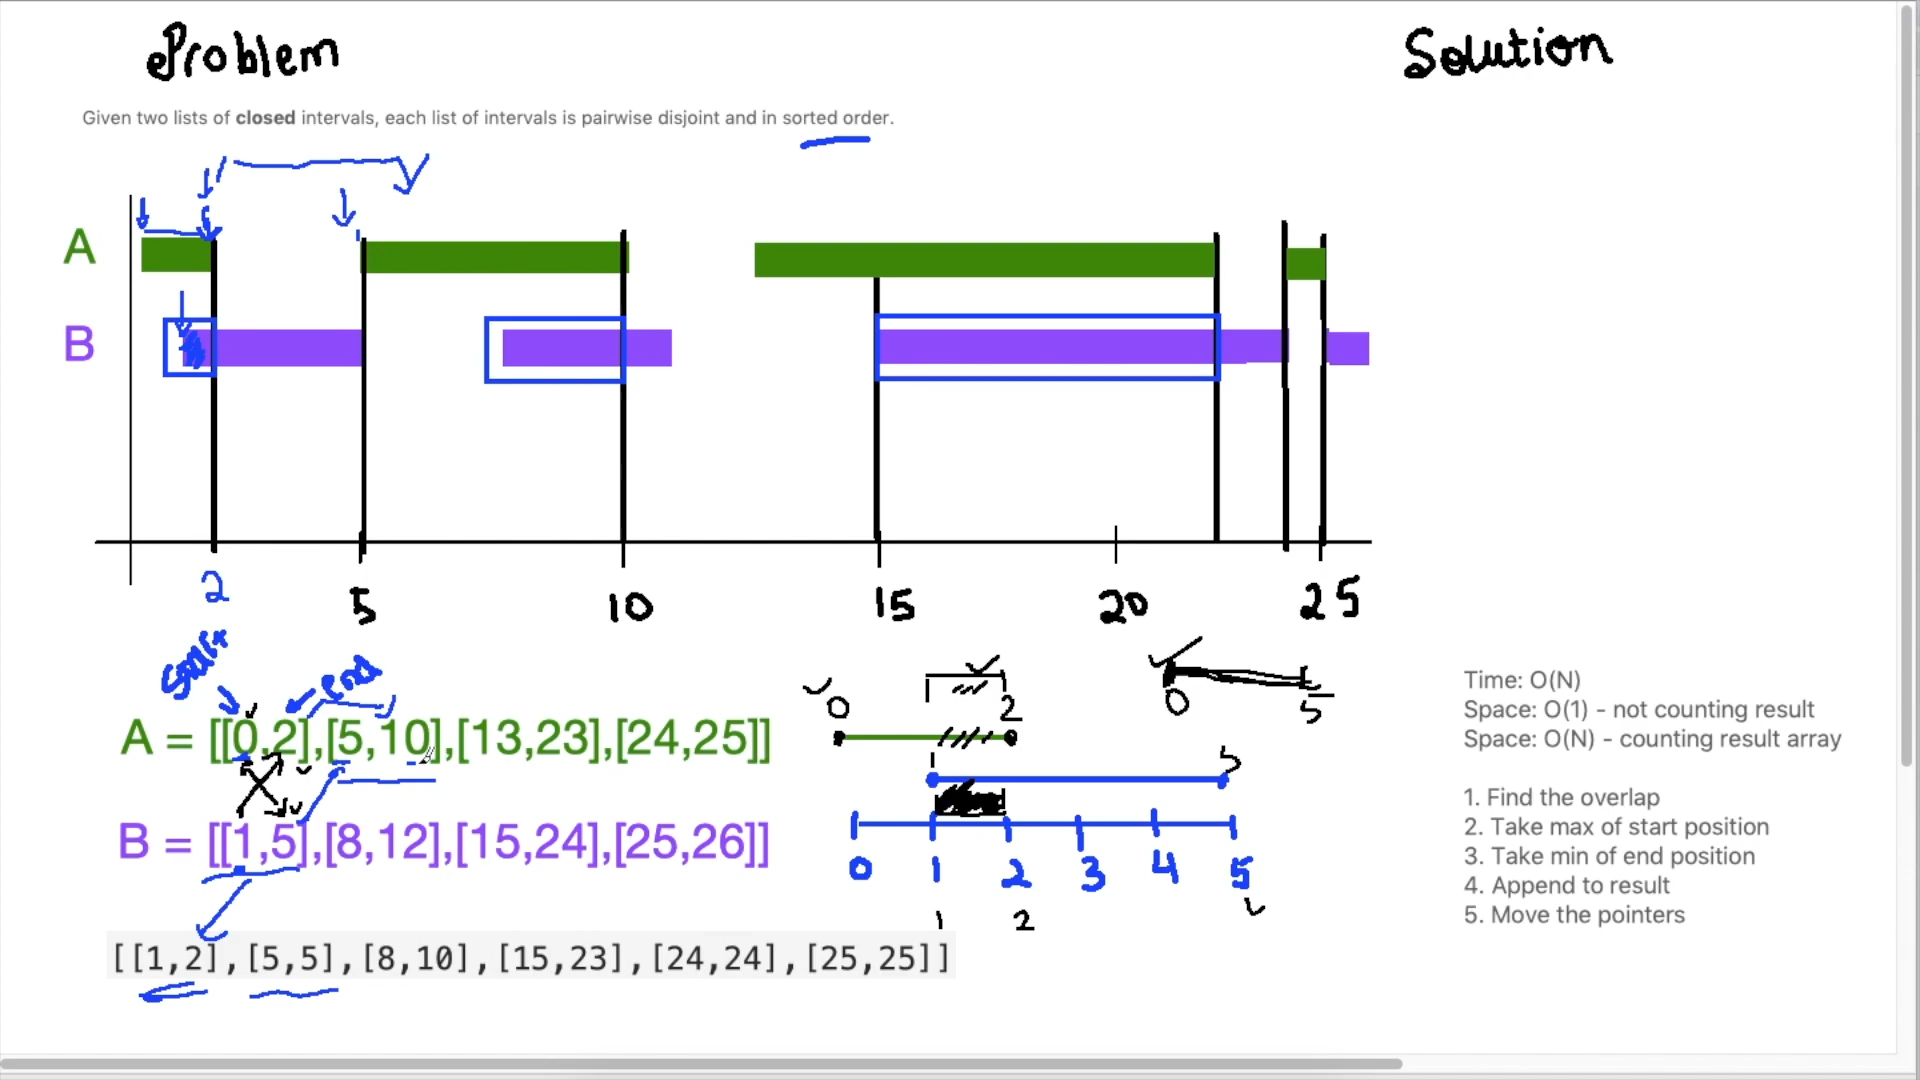 Problem
Solution
Given two lists of closed intervals, each list of intervals is pairwise disjoint and in sorted order.
A
B
2
5
10
15
20
25
Start
End
0
2
0
5
A = [[0,2],[5,10],[13,23],[24,25]]
1
5
B = [[1,5],[8,12],[15,24],[25,26]]
0 1 2 3 4 5
1 2
[[1,2],[5,5],[8,10],[15,23],[24,24],[25,25]]
Time: O(N)
Space: O(1) - not counting result
Space: O(N) - counting result array
1. Find the overlap
2. Take max of start position
3. Take min of end position
4. Append to result
5. Move the pointers